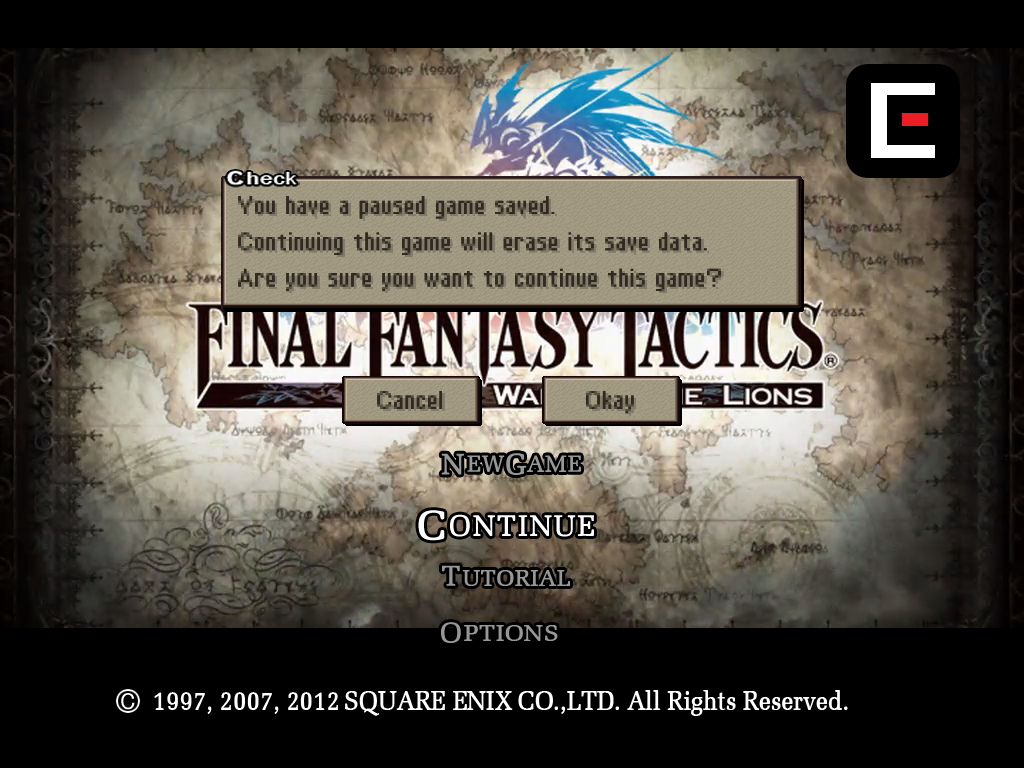 Check
You have a paused game saved.
Continuing this game will erase its save data.
Are you sure you want to continue this game?
FINAL FANTASY TACTICS®
LIONS
Cancel
Okay
NEWGAME
CONTINUE
TUTORIAL
OPTIONS
© 1997, 2007, 2012 SQUARE ENIX CO.,LTD. All Rights Reserved.